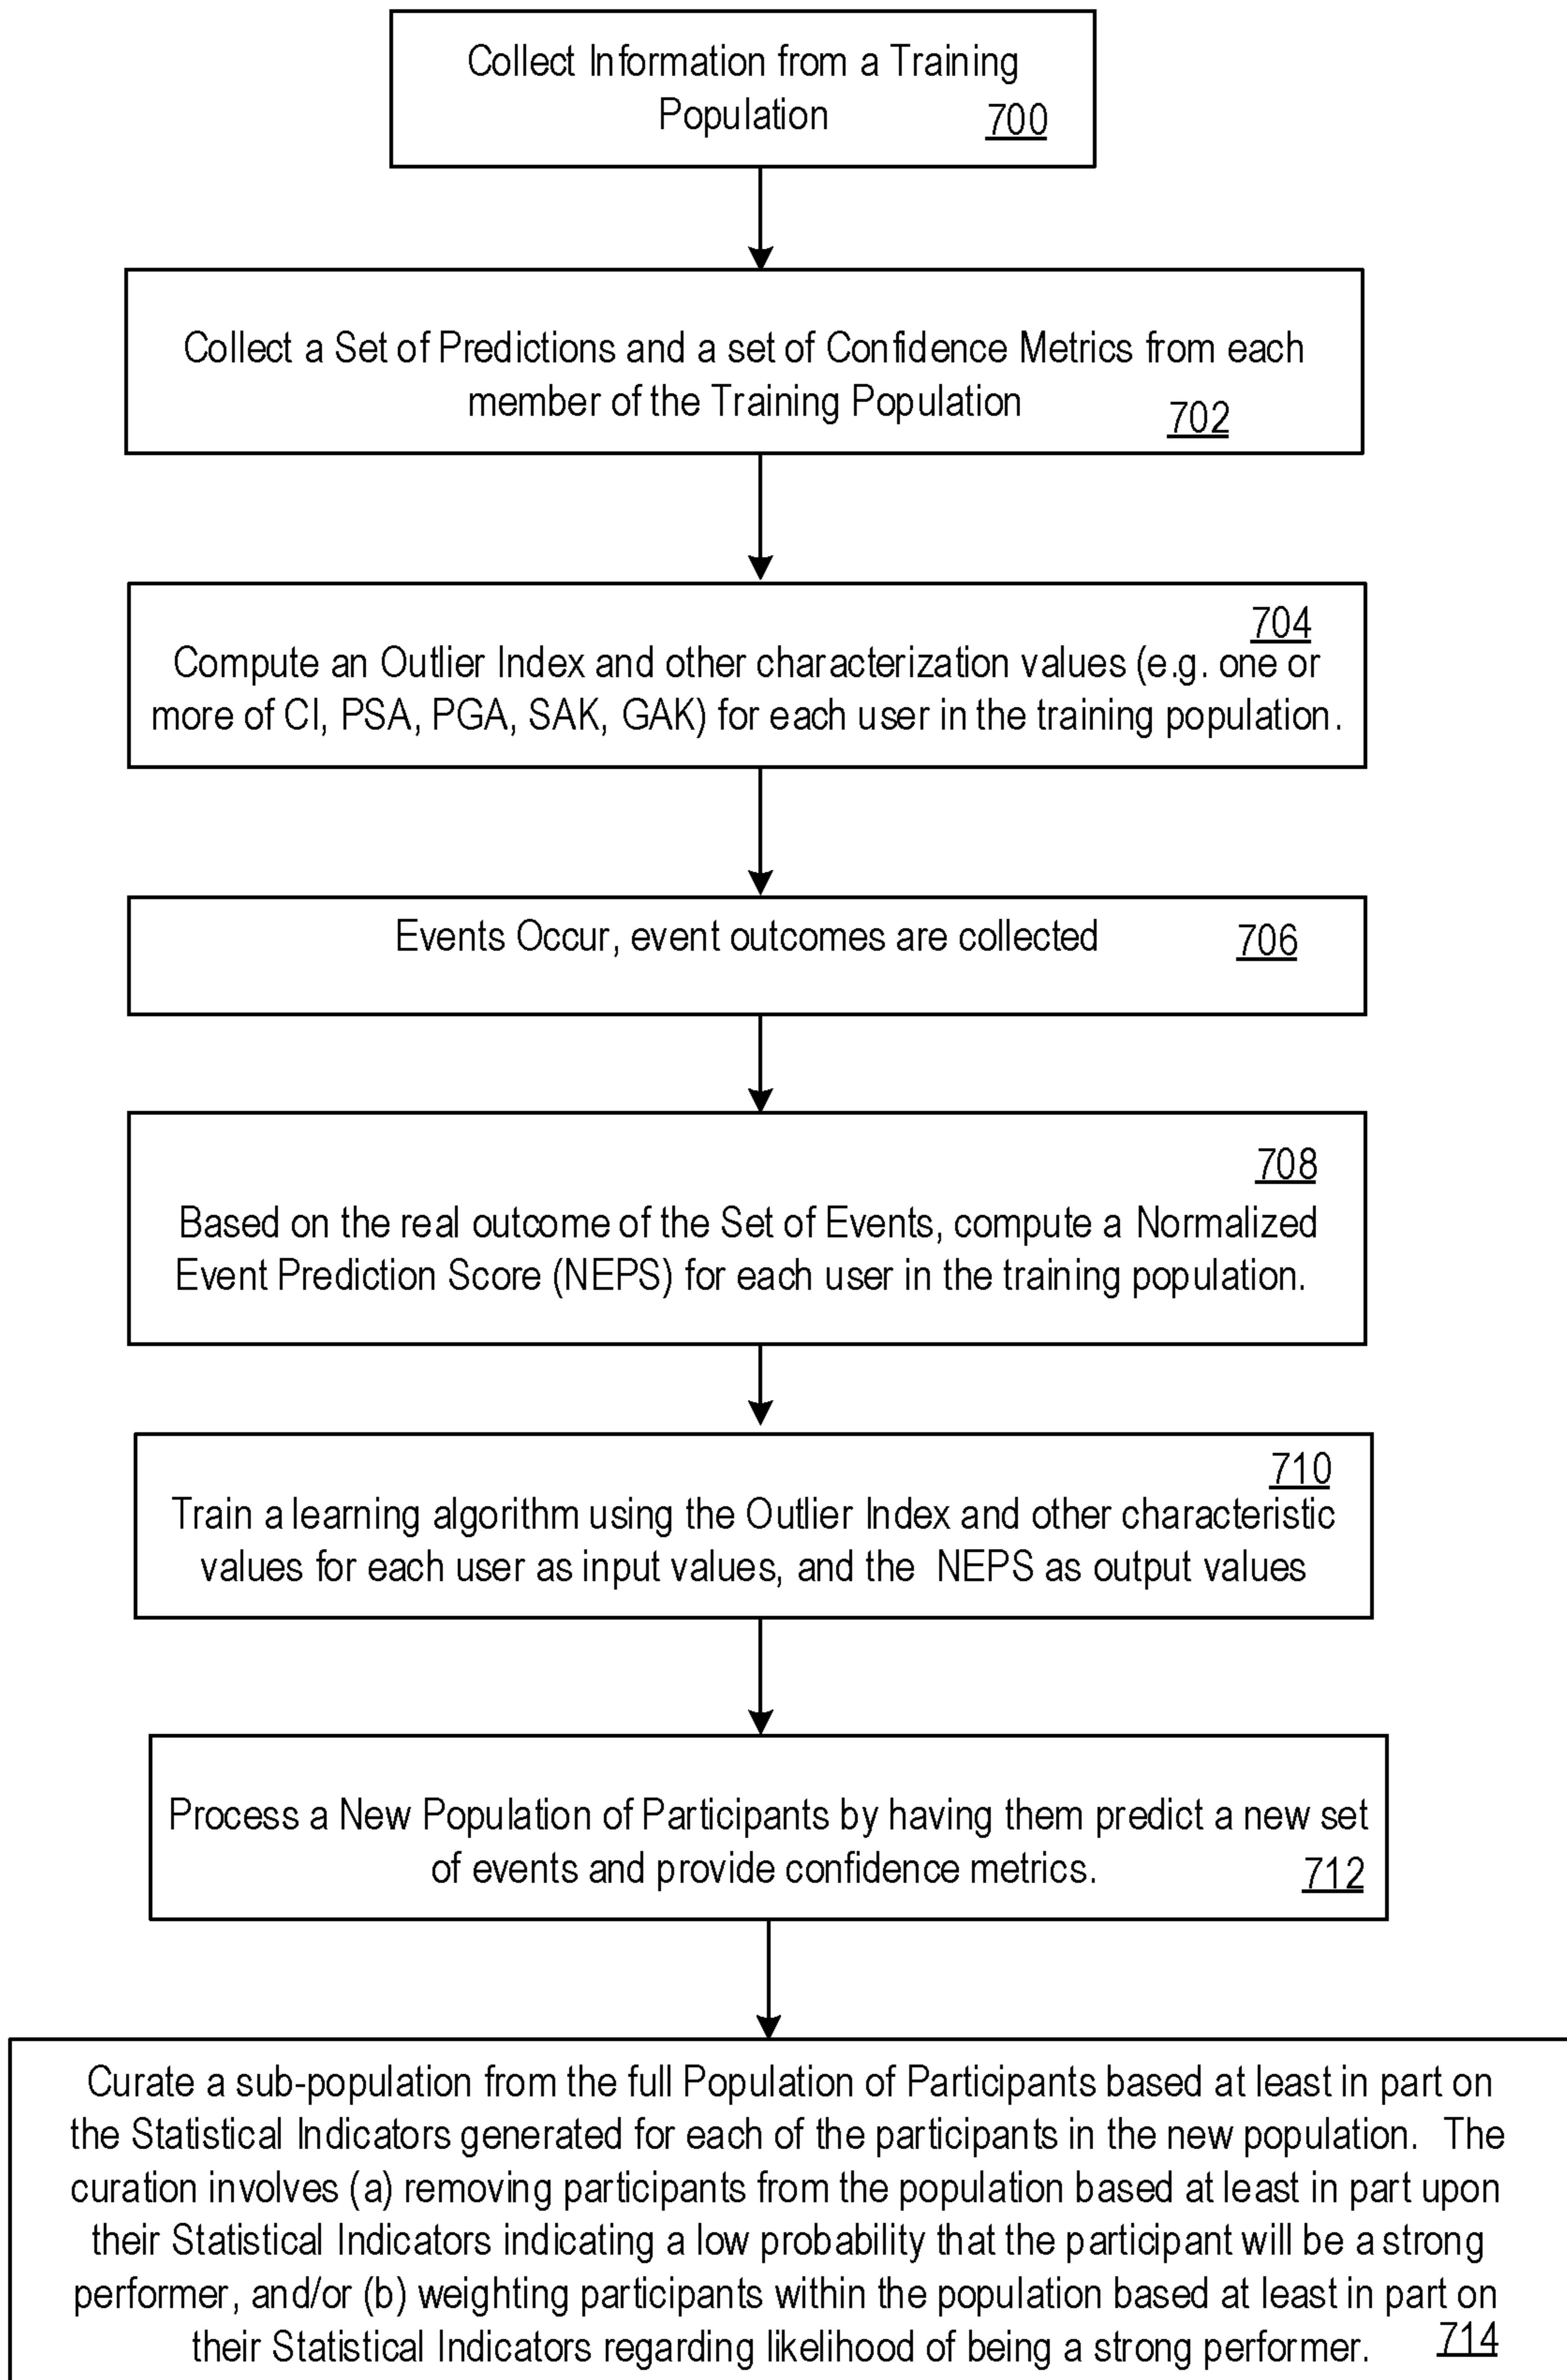 Collect Information from a Training
Population 700
Collect a Set of Predictions and a set of Confidence Metrics from each
member of the Training Population 702
704
Compute an Outlier Index and other characterization values (e.g. one or
more of CI, PSA, PGA, SAK, GAK) for each user in the training population.
Events Occur, event outcomes are collected 706
708
Based on the real outcome of the Set of Events, compute a Normalized
Event Prediction Score (NEPS) for each user in the training population.
710
Train a learning algorithm using the Outlier Index and other characteristic
values for each user as input values, and the NEPS as output values
Process a New Population of Participants by having them predict a new set
of events and provide confidence metrics. 712
Curate a sub-population from the full Population of Participants based at least in part on
the Statistical Indicators generated for each of the participants in the new population. The
curation involves (a) removing participants from the population based at least in part upon
their Statistical Indicators indicating a low probability that the participant will be a strong
performer, and/or (b) weighting participants within the population based at least in part on
their Statistical Indicators regarding likelihood of being a strong performer. 714